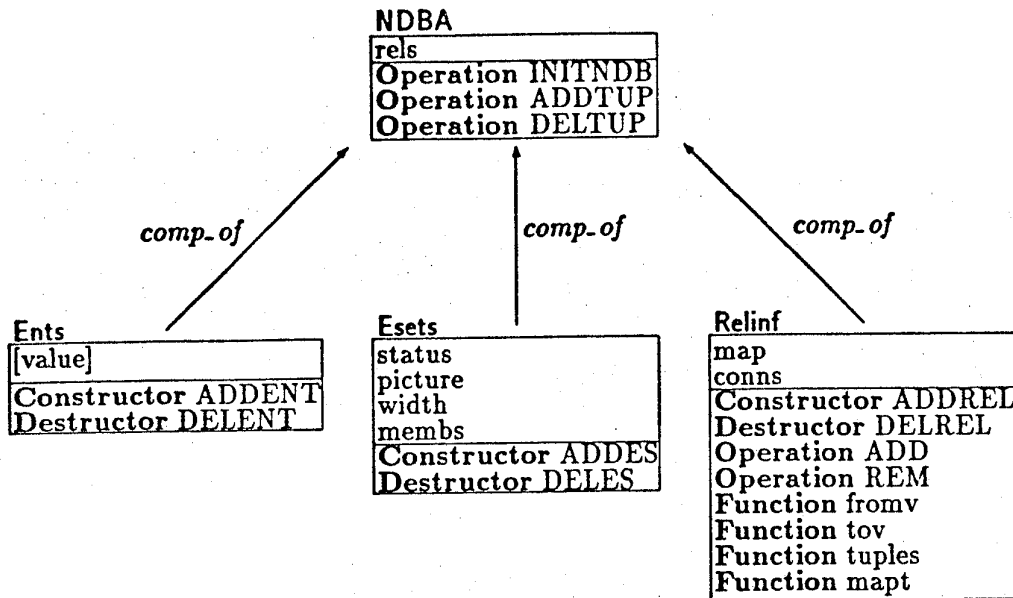 NDBA
rels
Operation INITNDB
Operation ADDTUP
Operation DELTUP
comp_of
comp_of
comp_of
Ents
[value]
Constructor ADDENT
Destructor DELENT
Esets
status
picture
width
membs
Constructor ADDES
Destructor DELES
Relinf
map
conns
Constructor ADDREL
Destructor DELREL
Operation ADD
Operation REM
Function fromv
Function tov
Function tuples
Function mapt